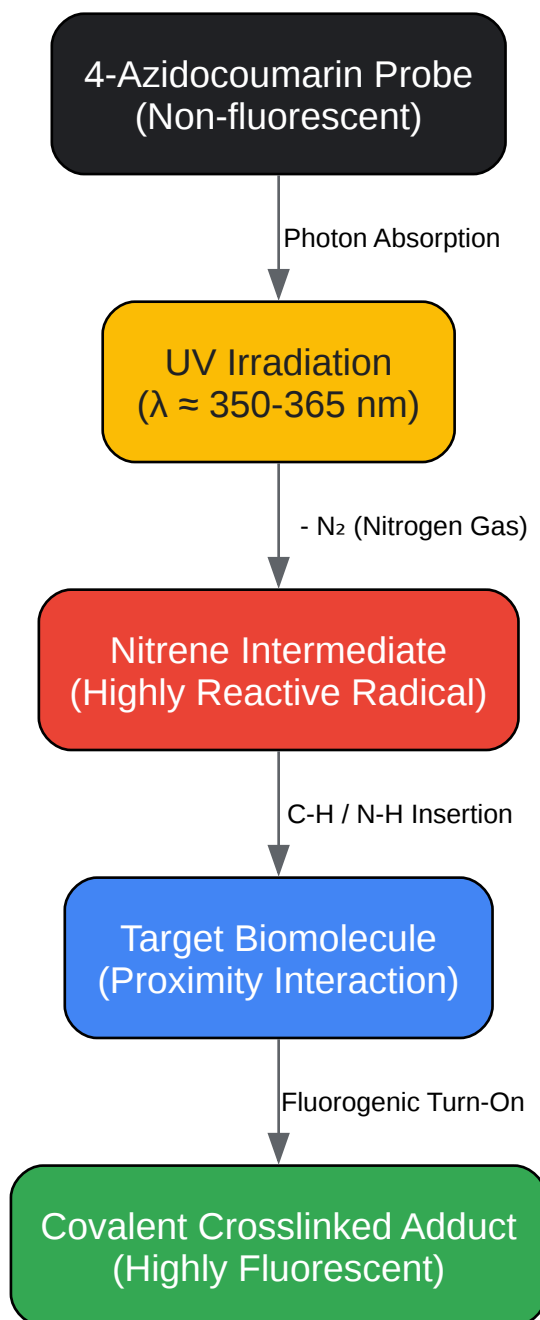 4-Azidocoumarin Probe
(Non-fluorescent)
Photon Absorption
UV Irradiation
(λ ≈ 350-365 nm)
- N₂ (Nitrogen Gas)
Nitrene Intermediate
(Highly Reactive Radical)
C-H / N-H Insertion
Target Biomolecule
(Proximity Interaction)
Fluorogenic Turn-On
Covalent Crosslinked Adduct
(Highly Fluorescent)